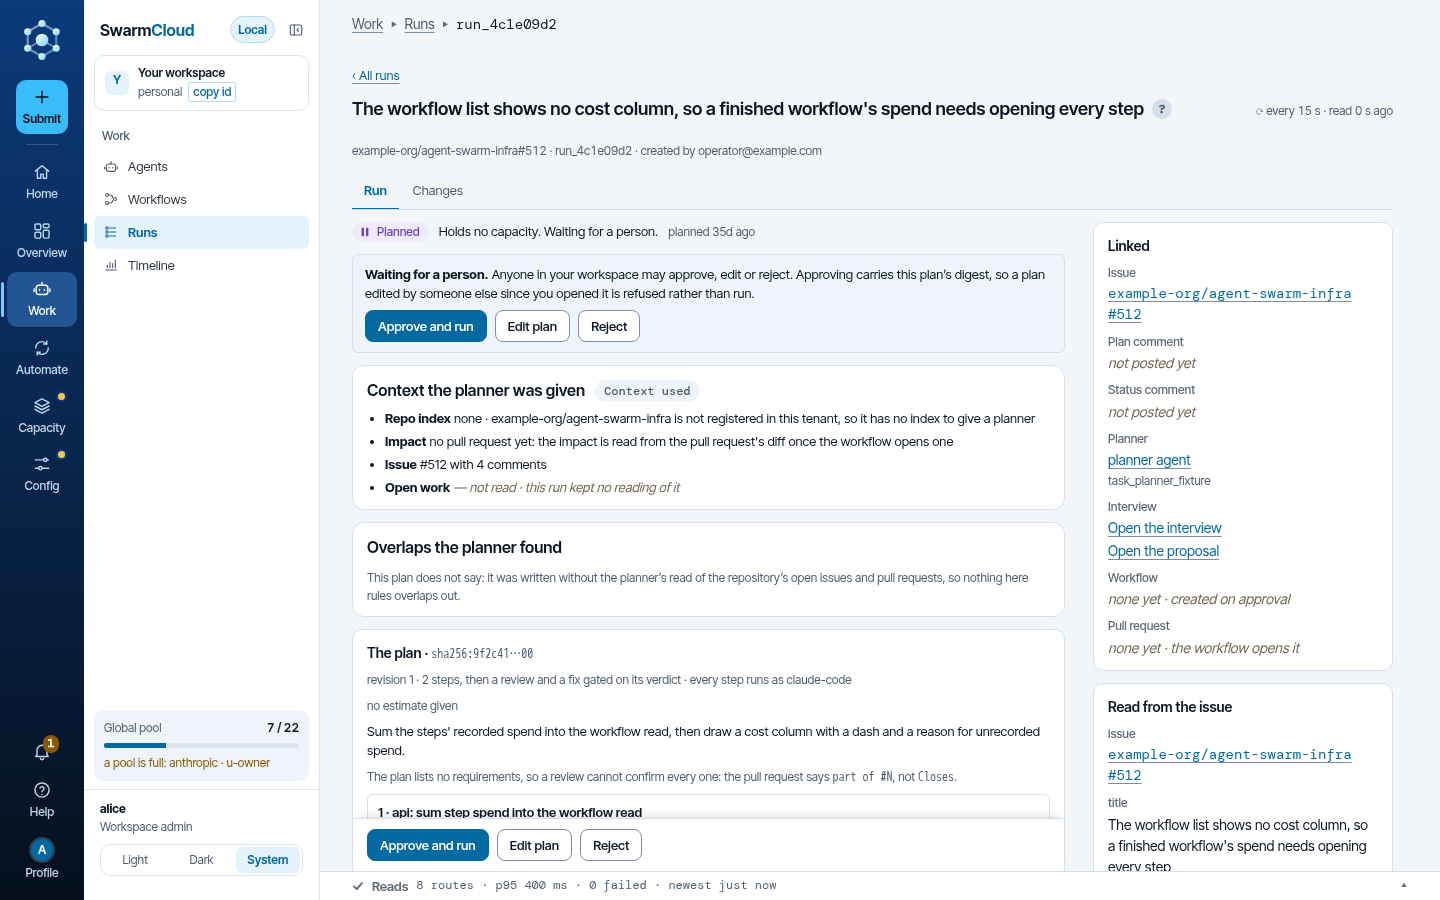 Submit
Home
Overview
Work
Automate
Capacity
Config
1
Help
A
Profile
SwarmCloud
Local
Y
Your workspace
personal copy id
Work
Agents
Workflows
Runs
Timeline
Global pool 7 / 22
a pool is full: anthropic · u-owner
alice
Workspace admin
Light Dark System
Work ▸ Runs ▸ run_4c1e09d2
‹ All runs
The workflow list shows no cost column, so a finished workflow's spend needs opening every step ?
⟳ every 15 s · read 0 s ago
example-org/agent-swarm-infra#512 · run_4c1e09d2 · created by operator@example.com
Run Changes
Planned Holds no capacity. Waiting for a person. planned 35d ago
Waiting for a person. Anyone in your workspace may approve, edit or reject. Approving carries this plan’s digest, so a plan
edited by someone else since you opened it is refused rather than run.
Approve and run Edit plan Reject
Context the planner was given Context used
• Repo index none · example-org/agent-swarm-infra is not registered in this tenant, so it has no index to give a planner
• Impact no pull request yet: the impact is read from the pull request's diff once the workflow opens one
• Issue #512 with 4 comments
• Open work — not read · this run kept no reading of it
Overlaps the planner found
This plan does not say: it was written without the planner’s read of the repository’s open issues and pull requests, so nothing here
rules overlaps out.
The plan · sha256:9f2c41···00
revision 1 · 2 steps, then a review and a fix gated on its verdict · every step runs as claude-code
no estimate given
Sum the steps' recorded spend into the workflow read, then draw a cost column with a dash and a reason for unrecorded
spend.
The plan lists no requirements, so a review cannot confirm every one: the pull request says part of #N, not Closes.
1 · api: sum step spend into the workflow read
Approve and run Edit plan Reject
Linked
Issue
example-org/agent-swarm-infra
#512
Plan comment
not posted yet
Status comment
not posted yet
Planner
planner agent
task_planner_fixture
Interview
Open the interview
Open the proposal
Workflow
none yet · created on approval
Pull request
none yet · the workflow opens it
Read from the issue
issue
example-org/agent-swarm-infra
#512
title
The workflow list shows no cost column, so
a finished workflow's spend needs opening
every step
Reads 8 routes · p95 400 ms · 0 failed · newest just now